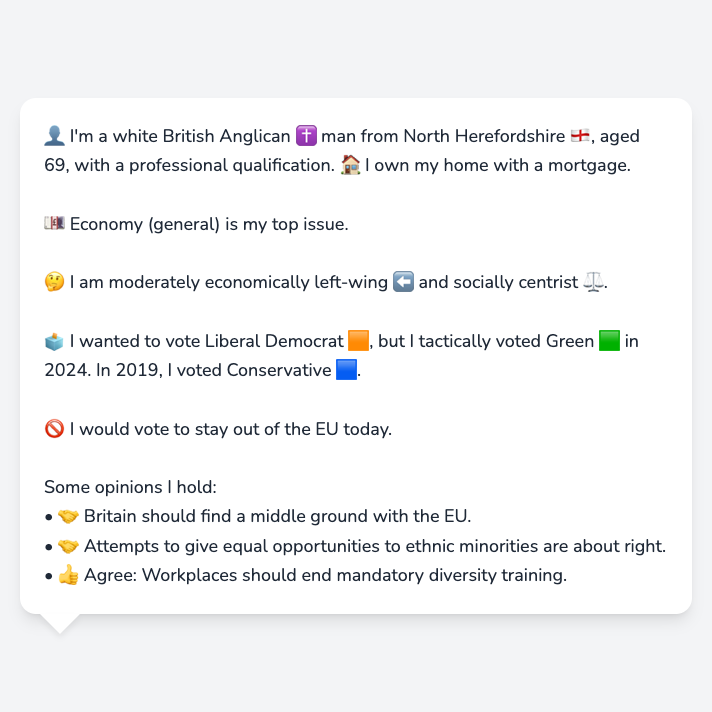 👤 I'm a white British Anglican ✝️ man from North Herefordshire 🏴󠁧󠁢󠁥󠁮󠁧󠁿, aged
69, with a professional qualification. 🏠 I own my home with a mortgage.
💷 Economy (general) is my top issue.
🤔 I am moderately economically left-wing ⬅️ and socially centrist ⚖️.
🗳️ I wanted to vote Liberal Democrat 🟧, but I tactically voted Green 🟩 in
2024. In 2019, I voted Conservative 🟦.
🚫 I would vote to stay out of the EU today.
Some opinions I hold:
• 🤝 Britain should find a middle ground with the EU.
• 🤝 Attempts to give equal opportunities to ethnic minorities are about right.
• 👍 Agree: Workplaces should end mandatory diversity training.